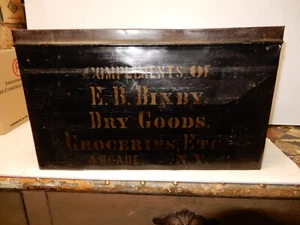 COMPLIMENTS OF
E. B. BIXBY.
DRY GOODS.
GROCERIES, ETC
ARCADE N.Y.